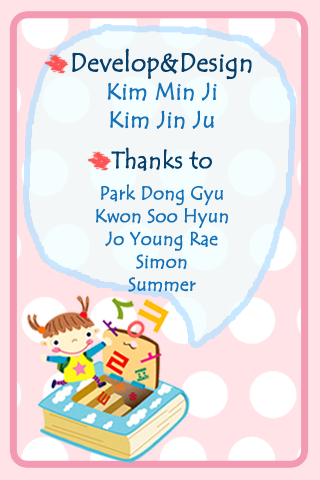 Develop&Design
Kim Min Ji
Kim Jin Ju
Thanks to
Park Dong Gyu
Kwon Soo Hyun
Jo Young Rae
Simon
Summer